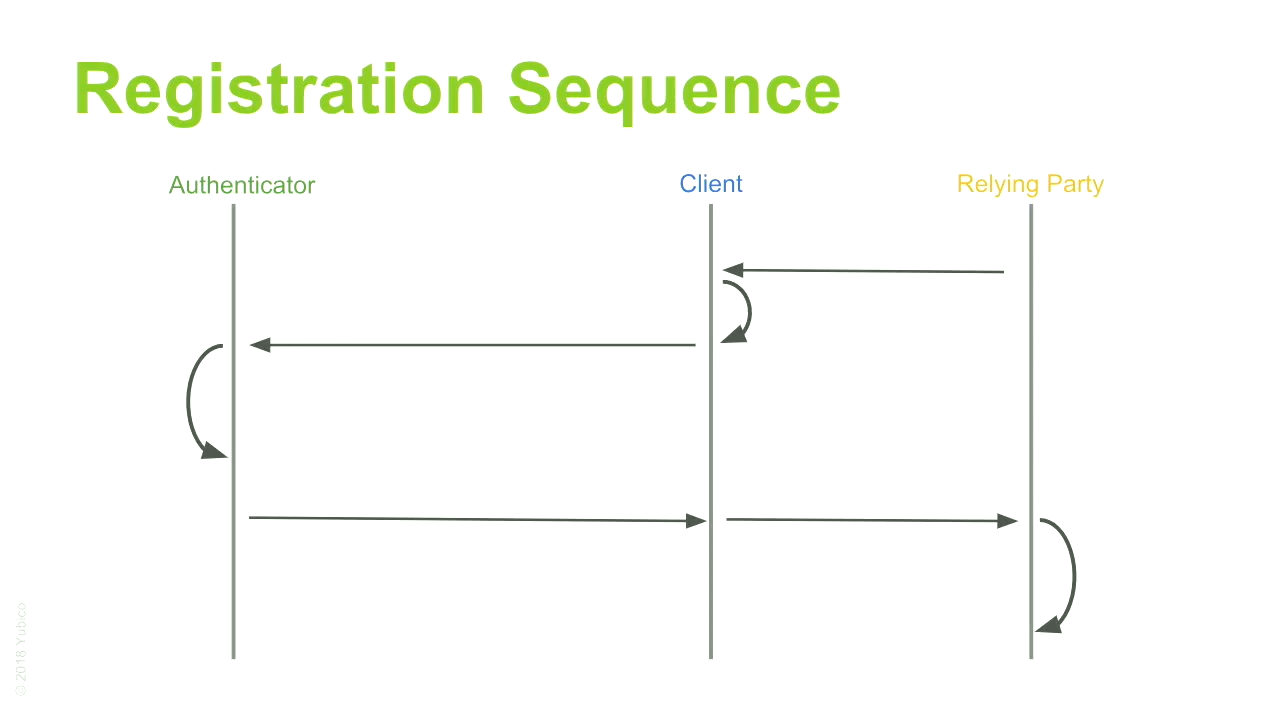 Registration Sequence
Authenticator
Client
Relying Party
© 2018 Yubico